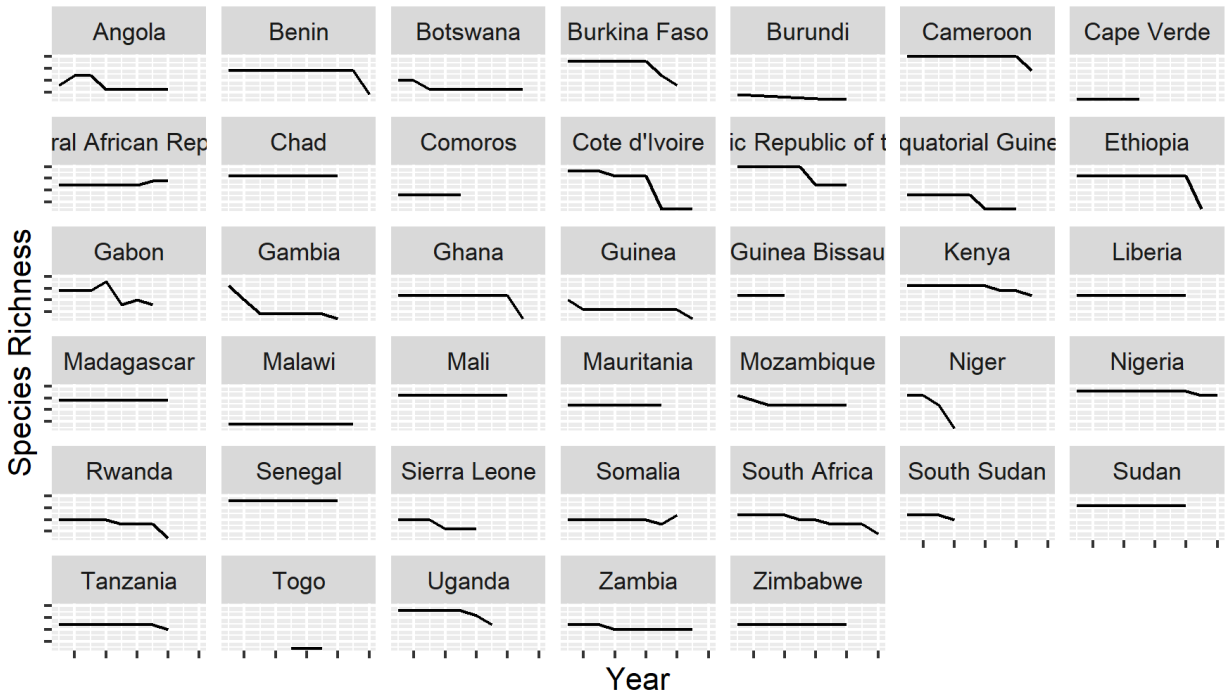 Angola
Benin
Botswana
Burkina Faso
Burundi
Cameroon
Cape Verde
ral African Rep
Chad
Comoros
Cote d'Ivoire
ic Republic of t
quatorial Guine
Ethiopia
Gabon
Gambia
Ghana
Guinea
Guinea Bissau
Kenya
Liberia
Madagascar
Malawi
Mali
Mauritania
Mozambique
Niger
Nigeria
Rwanda
Senegal
Sierra Leone
Somalia
South Africa
South Sudan
Sudan
Tanzania
Togo
Uganda
Zambia
Zimbabwe
Species Richness
Year